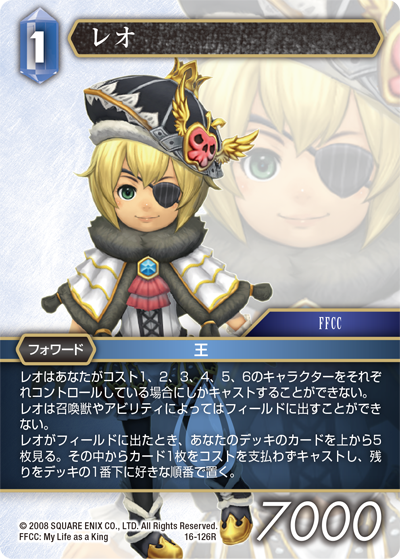 1
レオ
FFCC
フォワード
王
レオはあなたがコスト1、2、3、4、5、6のキャラクターをそれぞ
れコントロールしている場合にしかキャストすることができない。
レオは召喚獣やアビリティによってはフィールドに出すことができ
ない。
レオがフィールドに出たとき、あなたのデッキのカードを上から5
枚見る。その中からカード1枚をコストを支払わずキャストし、残
りをデッキの1番下に好きな順番で置く。
© 2008 SQUARE ENIX CO., LTD. All Rights Reserved.
FFCC: My Life as a King
16-126R
7000